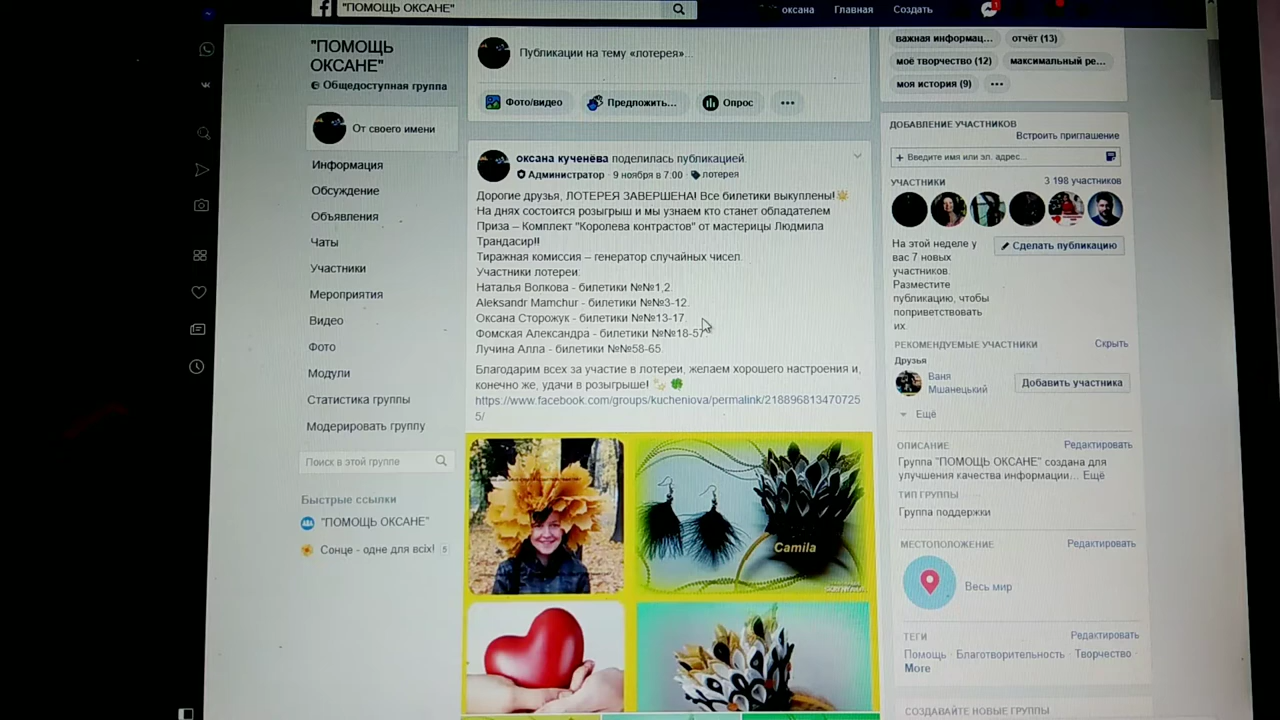 "ПОМОЩЬ ОКСАНЕ"
оксана
Главная
Создать
1
"ПОМОЩЬ
ОКСАНЕ"
Общедоступная группа
От своего имени
Информация
Обсуждение
Объявления
Чаты
Участники
Мероприятия
Видео
Фото
Модули
Статистика группы
Модерировать группу
Поиск в этой группе
Быстрые ссылки
"ПОМОЩЬ ОКСАНЕ"
Сонце - одне для всіх! 5
Публикации на тему «лотерея»...
Фото/видео
Предложить...
Опрос
оксана кученёва поделилась публикацией.
Администратор · 9 ноября в 7:00 · лотерея
Дорогие друзья, ЛОТЕРЕЯ ЗАВЕРШЕНА! Все билетики выкуплены!
На днях состоится розыгрыш и мы узнаем кто станет обладателем
Приза – Комплект "Королева контрастов" от мастерицы Людмила
Трандасир!!
Тиражная комиссия – генератор случайных чисел.
Участники лотереи.
Наталья Волкова - билетики №№1,2.
Aleksandr Mamchur - билетики №№3-12.
Оксана Сторожук - билетики №№13-17.
Фомская Александра - билетики №№18-57.
Лучина Алла - билетики №№58-65.
Благодарим всех за участие в лотереи, желаем хорошего настроения и,
конечно же, удачи в розыгрыше!
https://www.facebook.com/groups/kucheniova/permalink/218896813470725
5/
Camila
важная информац...
отчёт (13)
моё творчество (12)
максимальный ре...
моя история (9)
ДОБАВЛЕНИЕ УЧАСТНИКОВ
Встроить приглашение
+ Введите имя или эл. адрес...
УЧАСТНИКИ
3 198 участников
На этой неделе у
вас 7 новых
участников.
Разместите
публикацию, чтобы
поприветствовать
их.
Сделать публикацию
РЕКОМЕНДУЕМЫЕ УЧАСТНИКИ
Скрыть
Друзья
Ваня
Мшанецький
Добавить участника
Ещё
ОПИСАНИЕ
Редактировать
Группа "ПОМОЩЬ ОКСАНЕ" создана для
улучшения качества информации... Ещё
ТИП ГРУППЫ
Группа поддержки
МЕСТОПОЛОЖЕНИЕ
Редактировать
Весь мир
ТЕГИ
Редактировать
Помощь · Благотворительность · Творчество ·
More
СОЗДАВАЙТЕ НОВЫЕ ГРУППЫ